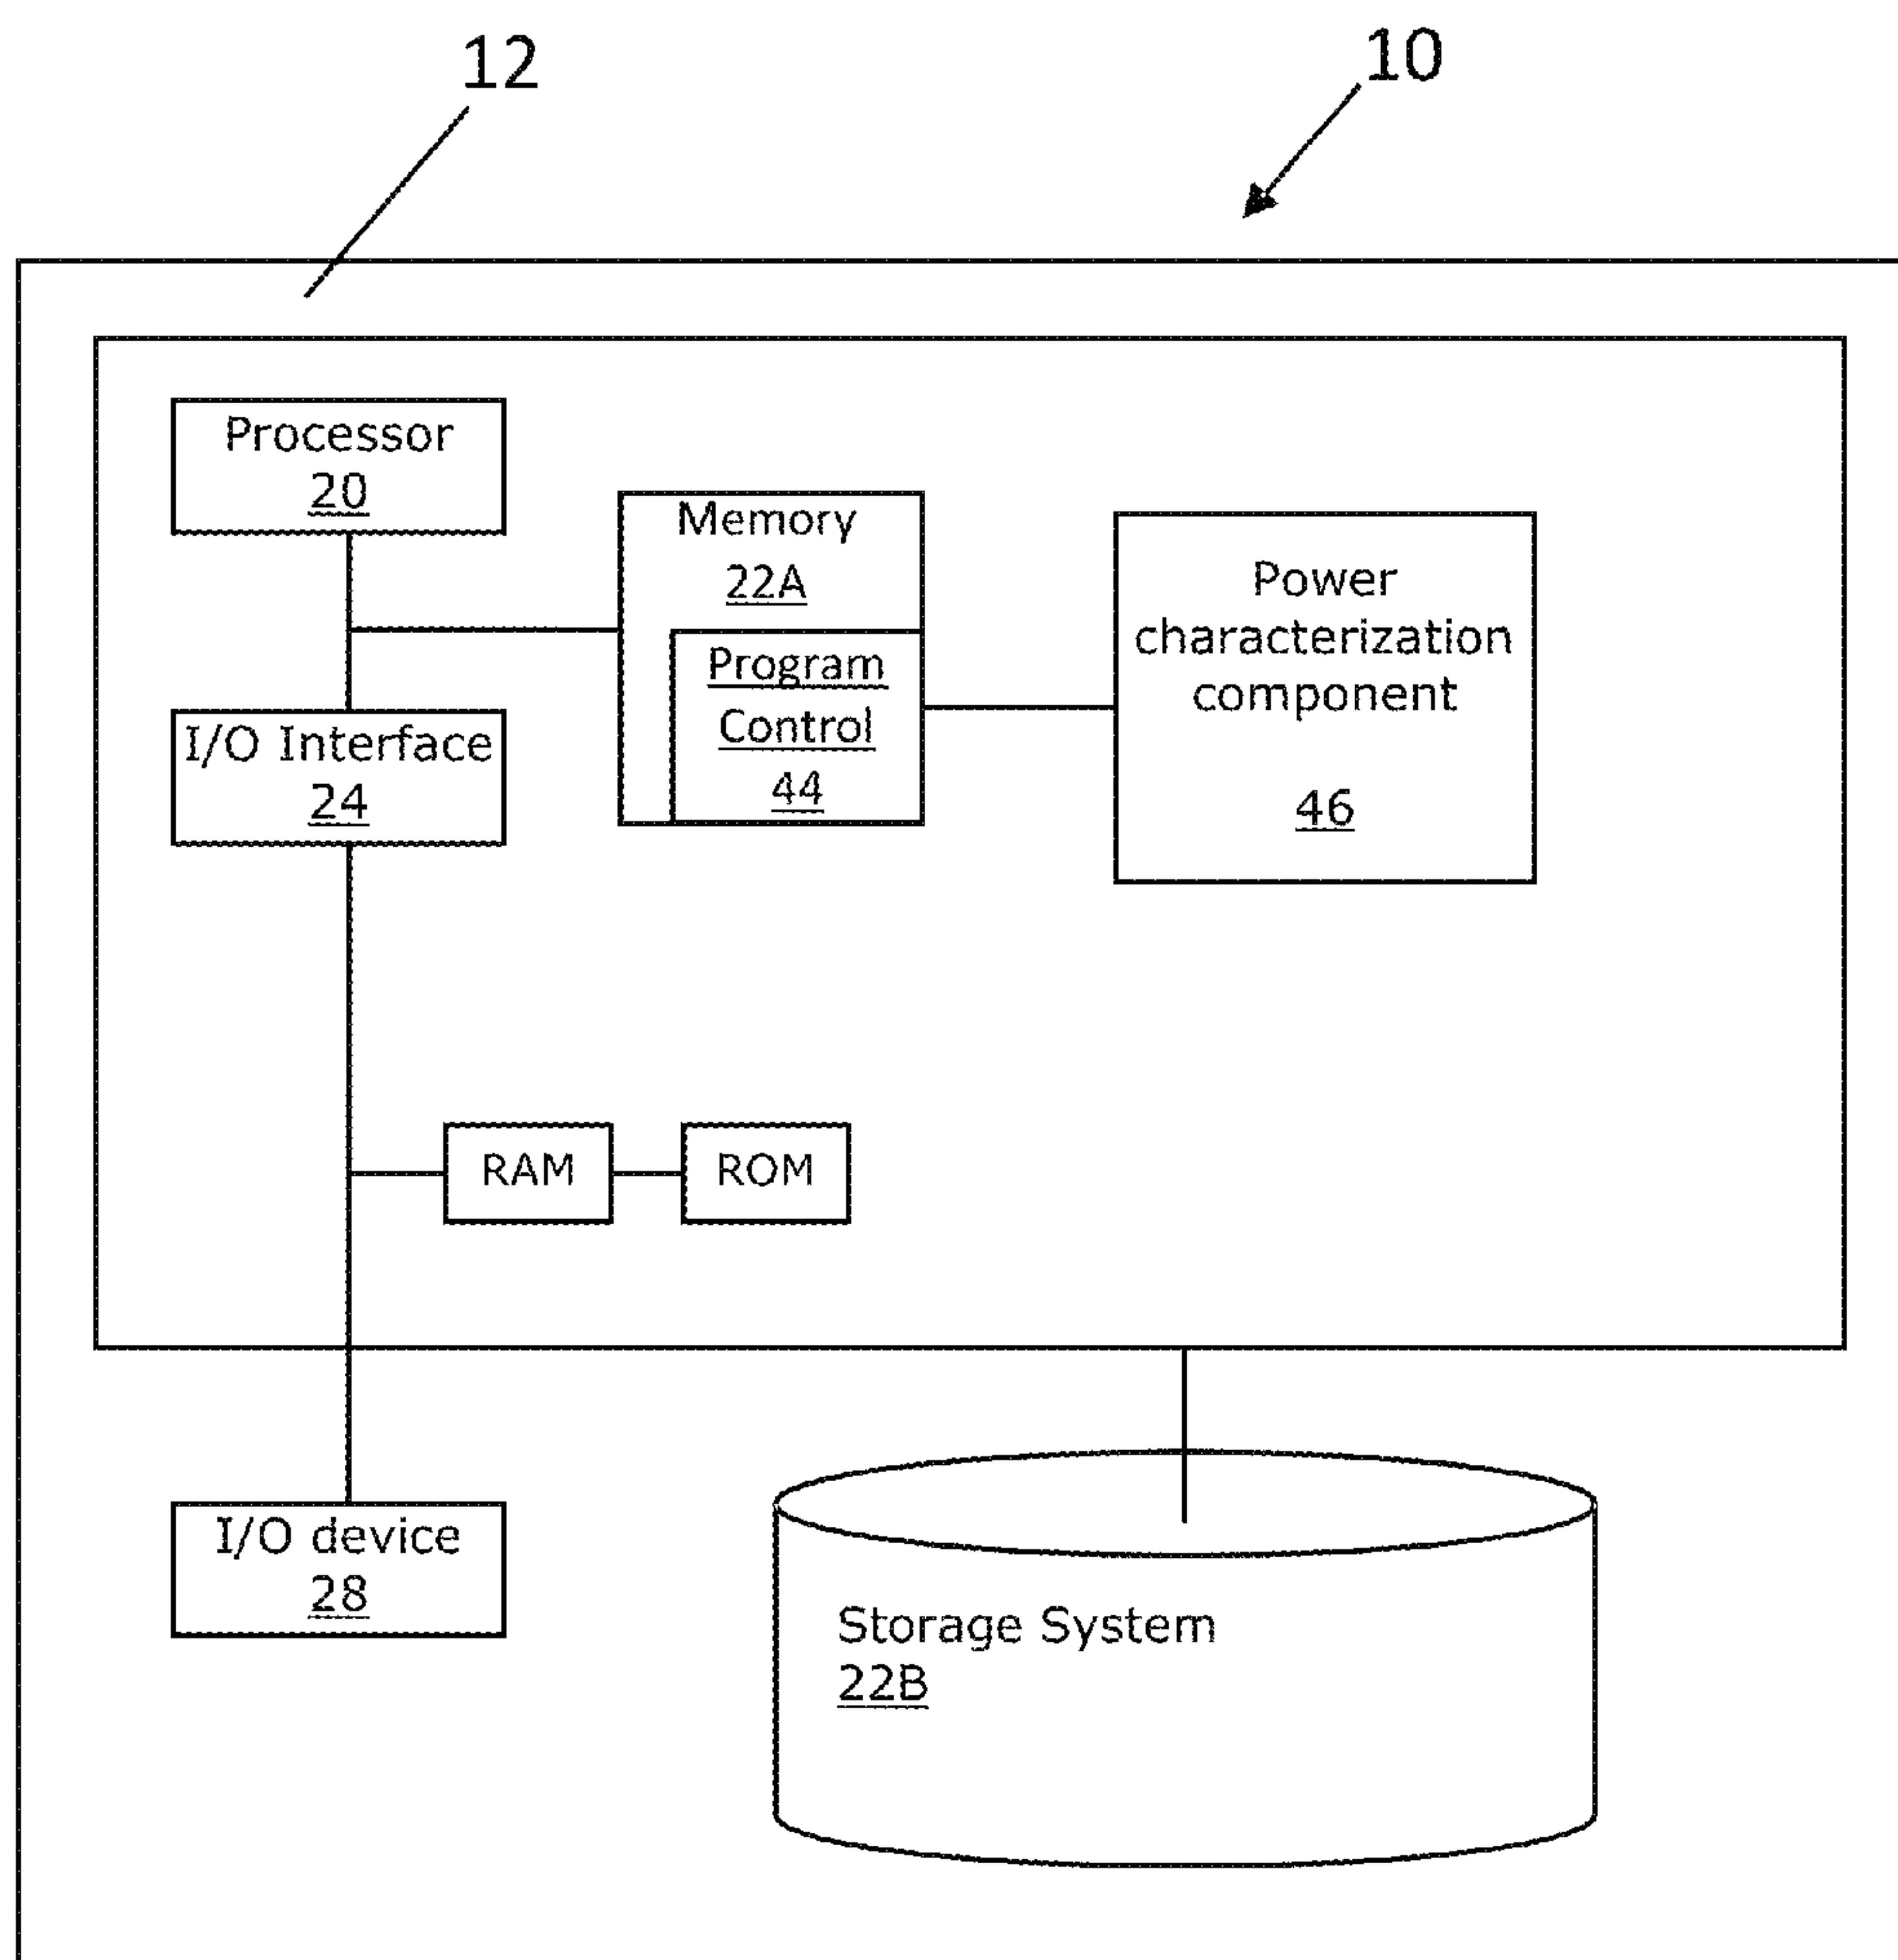 12
10
Processor
20
Memory
22A
Program
Control
44
Power
characterization
component
46
I/O Interface
24
RAM
ROM
I/O device
28
Storage System
22B